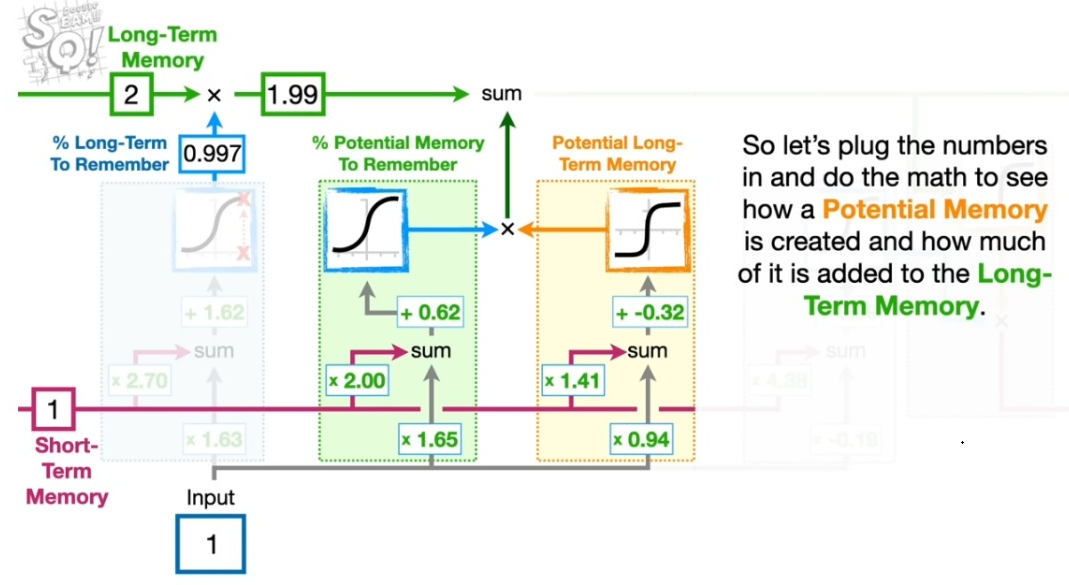 SQ!
Long-Term
Memory
2
×
1.99
sum
% Long-Term
To Remember
0.997
% Potential Memory
To Remember
Potential Long-
Term Memory
So let’s plug the numbers
in and do the math to see
how a Potential Memory
is created and how much
of it is added to the Long-
Term Memory.
×
+ 1.62
+ 0.62
+ -0.32
sum
sum
sum
sum
x 2.70
x 2.00
x 1.41
x 4.38
1
Short-
Term
Memory
x 1.63
x 1.65
x 0.94
x -0.19
Input
1